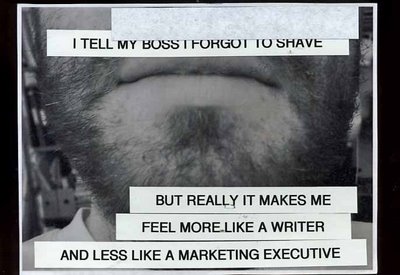 I TELL MY BOSS I FORGOT TO SHAVE
BUT REALLY IT MAKES ME
FEEL MORE LIKE A WRITER
AND LESS LIKE A MARKETING EXECUTIVE